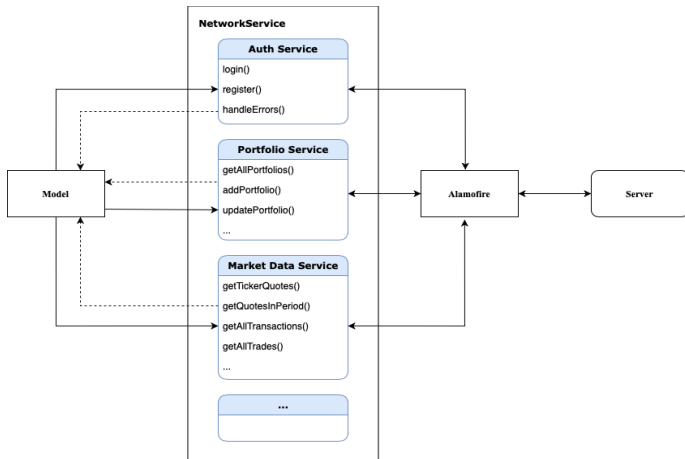 NetworkService
Auth Service
login()
register()
handleErrors()
Portfolio Service
getAllPortfolios()
addPortfolio()
updatePortfolio()
...
Model
Alamofire
Server
Market Data Service
getTickerQuotes()
getQuotesInPeriod()
getAllTransactions()
getAllTrades()
...
...